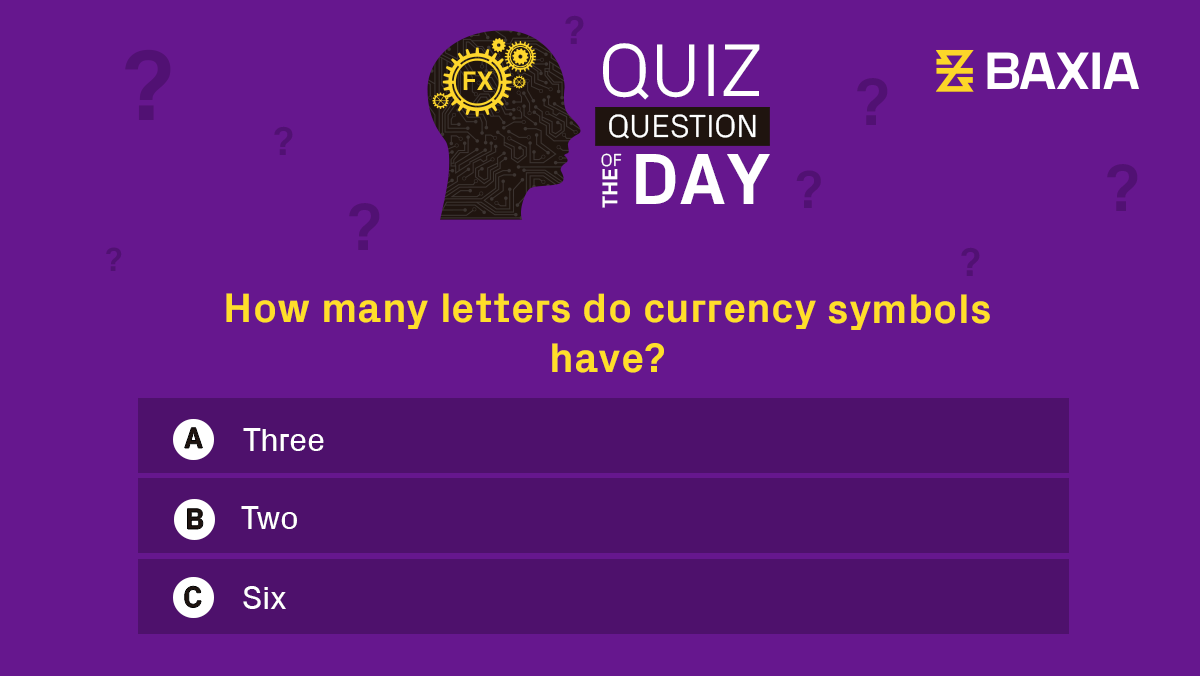 FX
QUIZ
QUESTION
OF THE
DAY
BAXIA
How many letters do currency symbols
have?
A Three
B Two
C Six